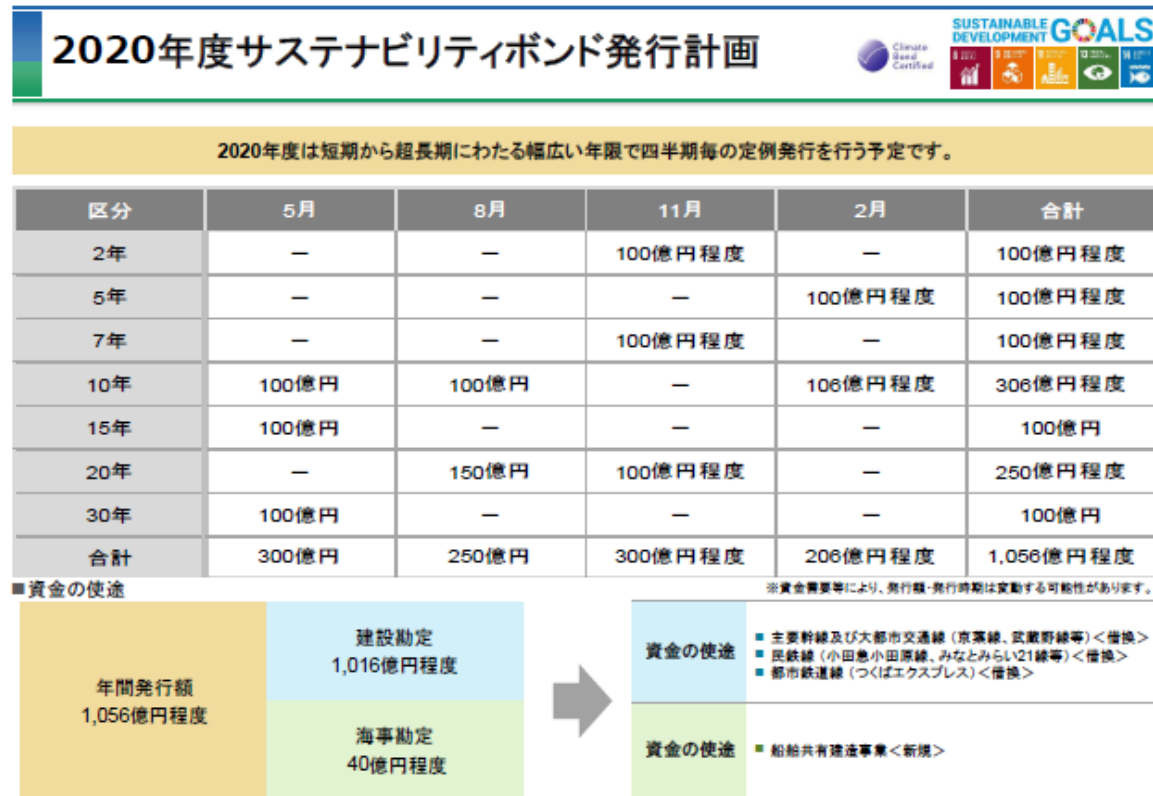 2020年度サステナビリティボンド発行計画
Climate Bond Certified
SUSTAINABLE DEVELOPMENT GOALS
2020年度は短期から超長期にわたる幅広い年限で四半期毎の定例発行を行う予定です。
区分 5月 8月 11月 2月 合計
2年 － － 100億円程度 － 100億円程度
5年 － － － 100億円程度 100億円程度
7年 － － 100億円程度 － 100億円程度
10年 100億円 100億円 － 106億円程度 306億円程度
15年 100億円 － － － 100億円
20年 － 150億円 100億円程度 － 250億円程度
30年 100億円 － － － 100億円
合計 300億円 250億円 300億円程度 206億円程度 1,056億円程度
■資金の使途
※資金需要等により、発行額・発行時期は変動する可能性があります。
年間発行額
1,056億円程度
建設勘定
1,016億円程度
海事勘定
40億円程度
資金の使途
■ 主要幹線及び大都市交通線（京葉線、武蔵野線等）＜借換＞
■ 民鉄線（小田急小田原線、みなとみらい21線等）＜借換＞
■ 都市鉄道線（つくばエクスプレス）＜借換＞
資金の使途
■ 船舶共有建造事業＜新規＞